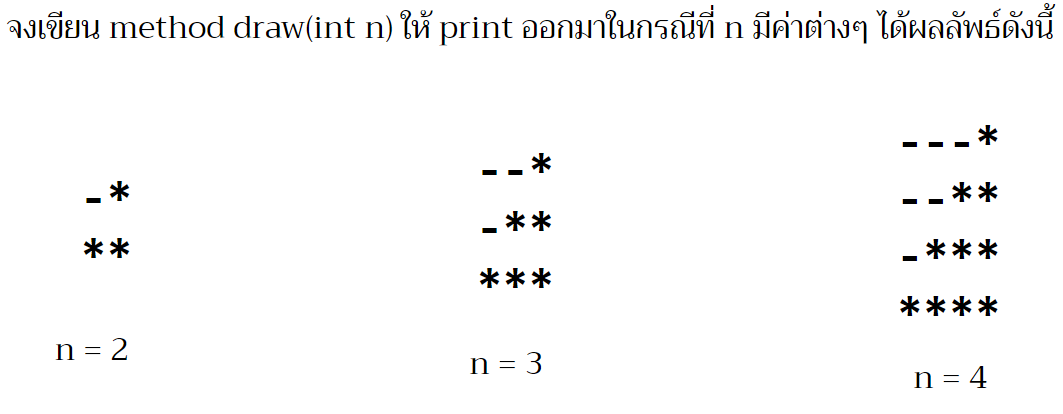 จงเขียน method draw(int n) ให้ print ออกมาในกรณีที่ n มีค่าต่างๆ ได้ผลลัพธ์ดังนี้
-*
**
n = 2
--*
-**
***
n = 3
---*
--**
-***
****
n = 4